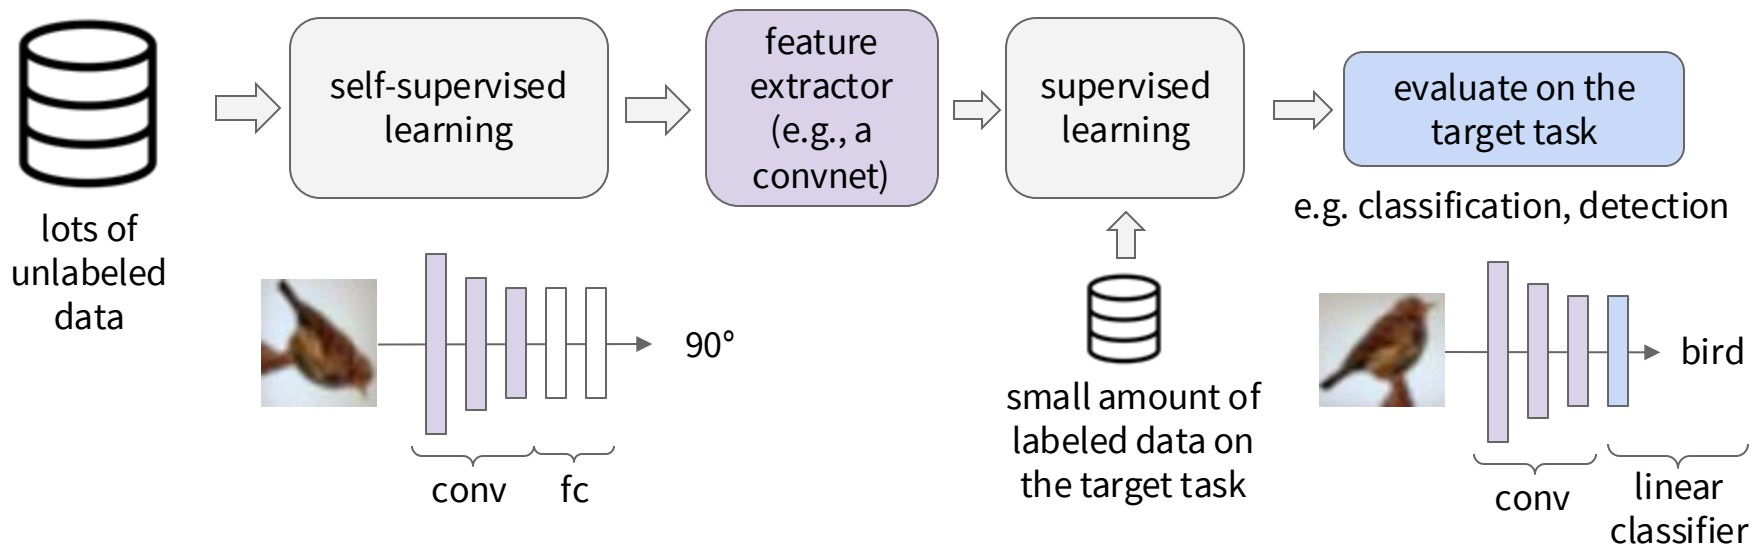 lots of
unlabeled
data
self-supervised
learning
feature
extractor
(e.g., a
convnet)
supervised
learning
evaluate on the
target task
e.g. classification, detection
90°
conv
fc
small amount of
labeled data on
the target task
bird
conv
linear
classifier